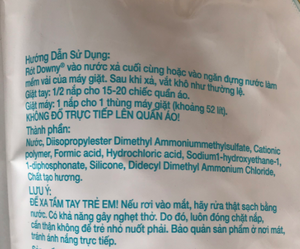 Hướng Dẫn Sử Dụng:
Rót Downy® vào nước xả cuối cùng hoặc vào ngăn đựng nước làm
mềm vải của máy giặt. Sau khi xả, vắt khô như thường lệ.
Giặt tay: 1/2 nắp cho 15-20 chiếc quần áo.
Giặt máy: 1 nắp cho 1 thùng máy giặt (khoảng 52 lít).
KHÔNG ĐỔ TRỰC TIẾP LÊN QUẦN ÁO!
Thành phần:
Nước, Diisopropylester Dimethyl Ammoniummethylsulfate, Cationic
polymer, Formic acid, Hydrochloric acid, Sodium1-hydroxyethane-1,
1-diphosphonate, Silicone, Didecyl Dimethyl Ammonium Chloride,
Chất tạo hương.
LƯU Ý:
ĐỂ XA TẦM TAY TRẺ EM! Nếu rơi vào mắt, hãy rửa thật sạch bằng
nước. Có khả năng gây nghẹt thở. Do đó, luôn đóng chặt nắp,
cẩn thận không để trẻ nhỏ nuốt phải. Bảo quản sản phẩm ở nơi mát,
tránh ánh nắng trực tiếp.